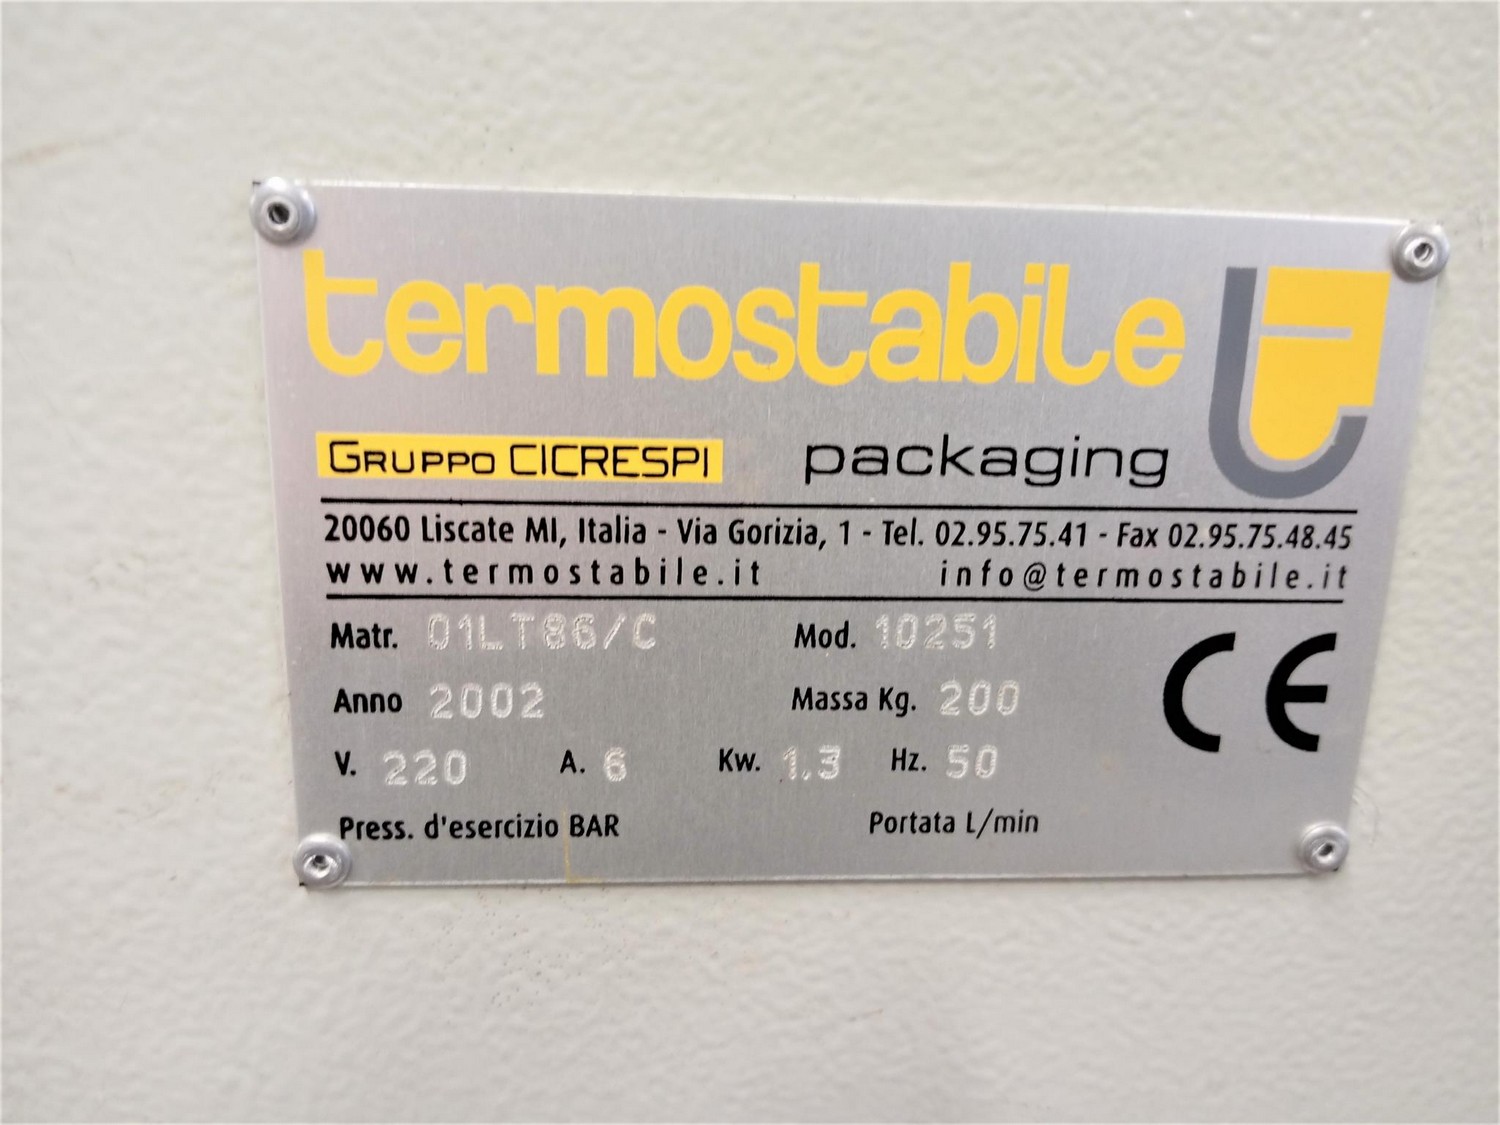 termostabile
GRUPPO CICRESPI packaging
20060 Liscate MI, Italia - Via Gorizia, 1 - Tel. 02.95.75.41 - Fax 02.95.75.48.45
www.termostabile.it info@termostabile.it
Matr. 01LT86/C Mod. 10251
Anno 2002 Massa Kg. 200
V. 220 A. 6 Kw. 1.3 Hz. 50
Press. d'esercizio BAR Portata L/min
CE